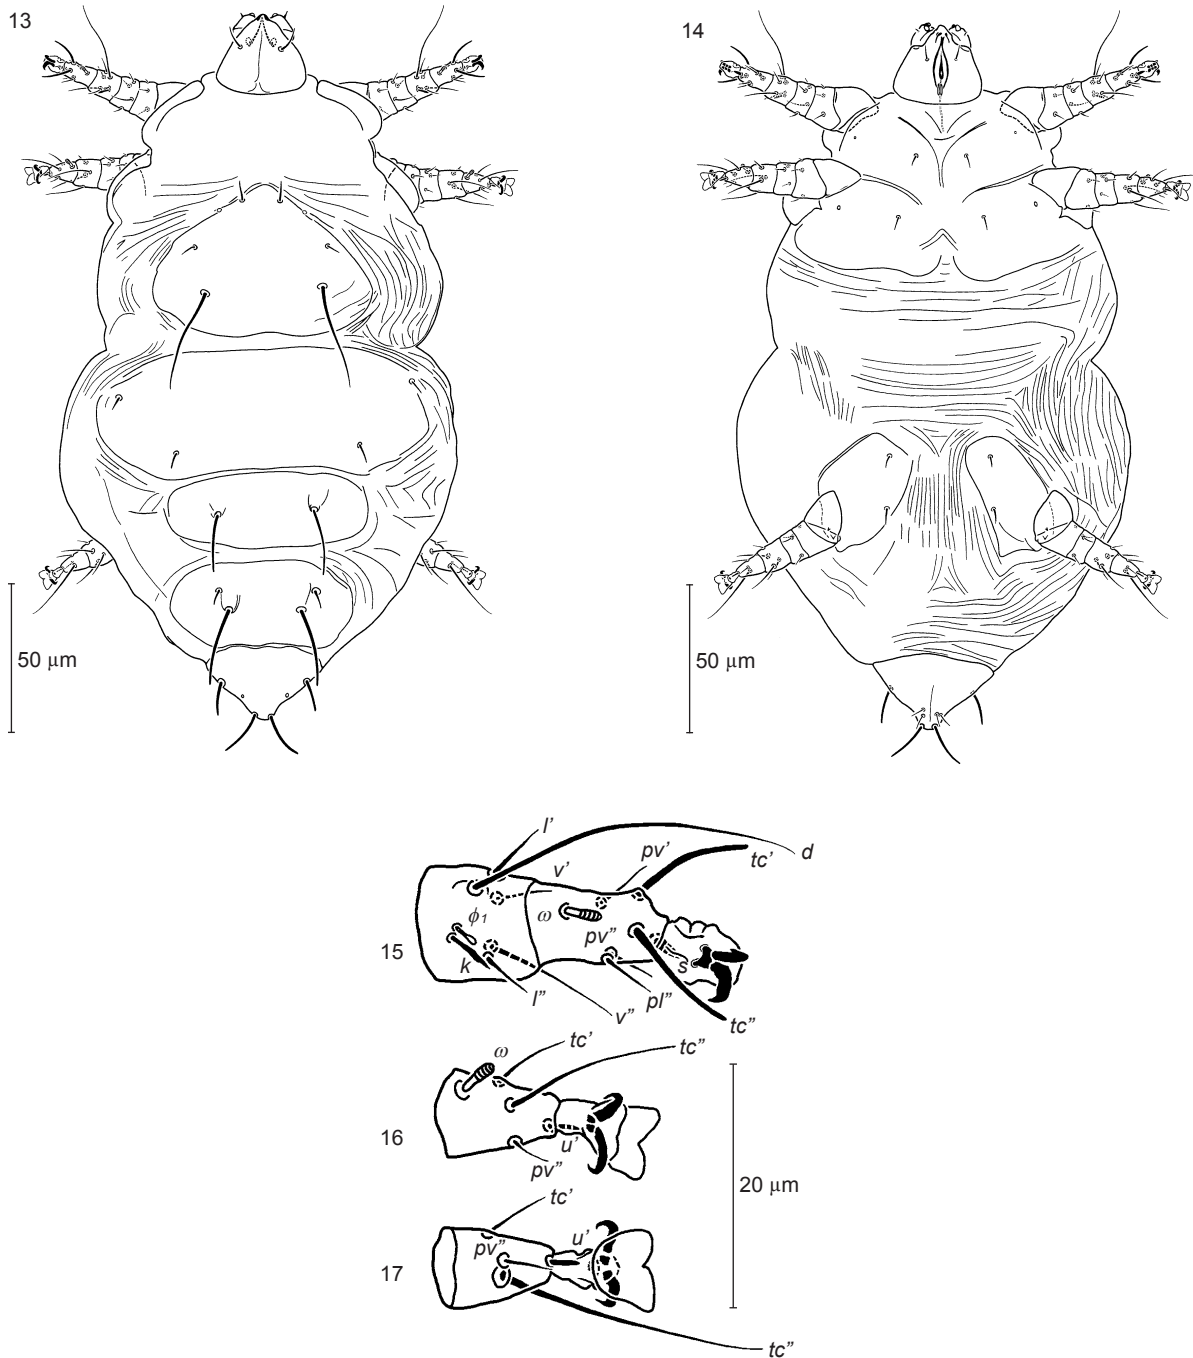 13
14
50 μm
50 μm
l’
d
v’
pv’
tc’
ϕ1
ω
pv”
15
k
s
l”
pl”
v”
tc”
ω
tc’
tc”
16
u’
pv”
20 μm
tc’
pv”
u’
17
tc”